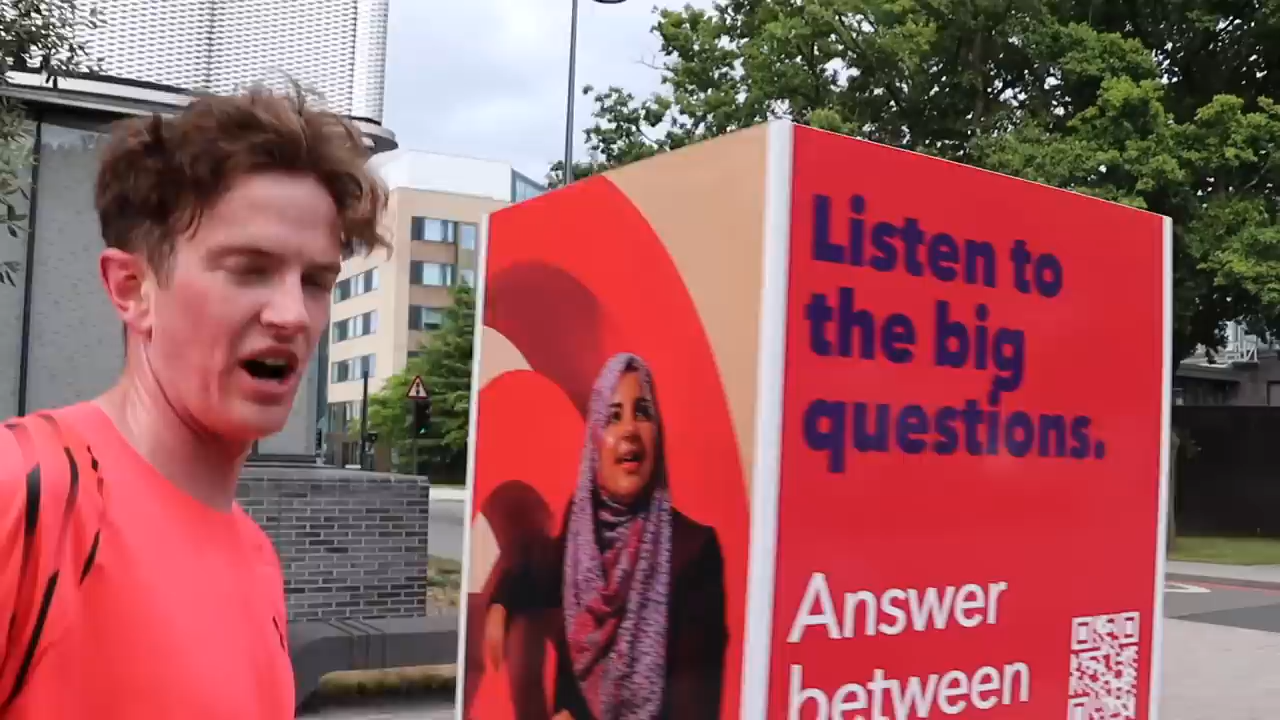 Listen to
the big
questions.
Answer
between